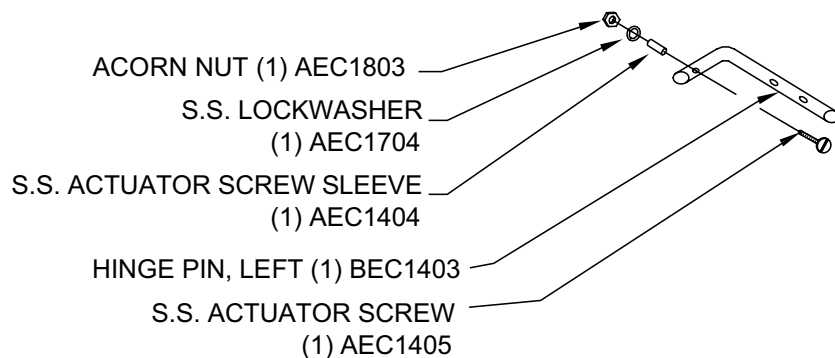 ACORN NUT (1) AEC1803
S.S. LOCKWASHER
(1) AEC1704
S.S. ACTUATOR SCREW SLEEVE
(1) AEC1404
HINGE PIN, LEFT (1) BEC1403
S.S. ACTUATOR SCREW
(1) AEC1405